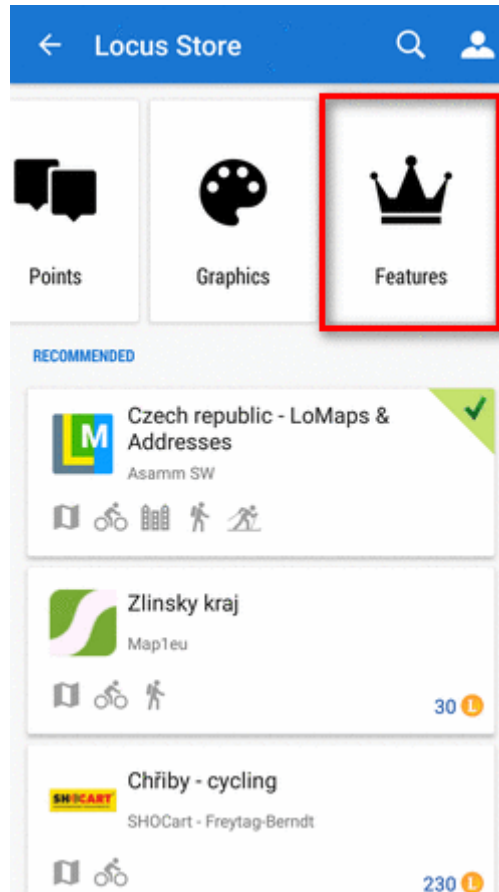 Locus Store
Points
Graphics
Features
RECOMMENDED
Czech republic - LoMaps &
Addresses
Asamm SW
Zlinsky kraj
Map1eu
30 L
Chřiby - cycling
SHOCART
SHOCart - Freytag-Berndt
230 L